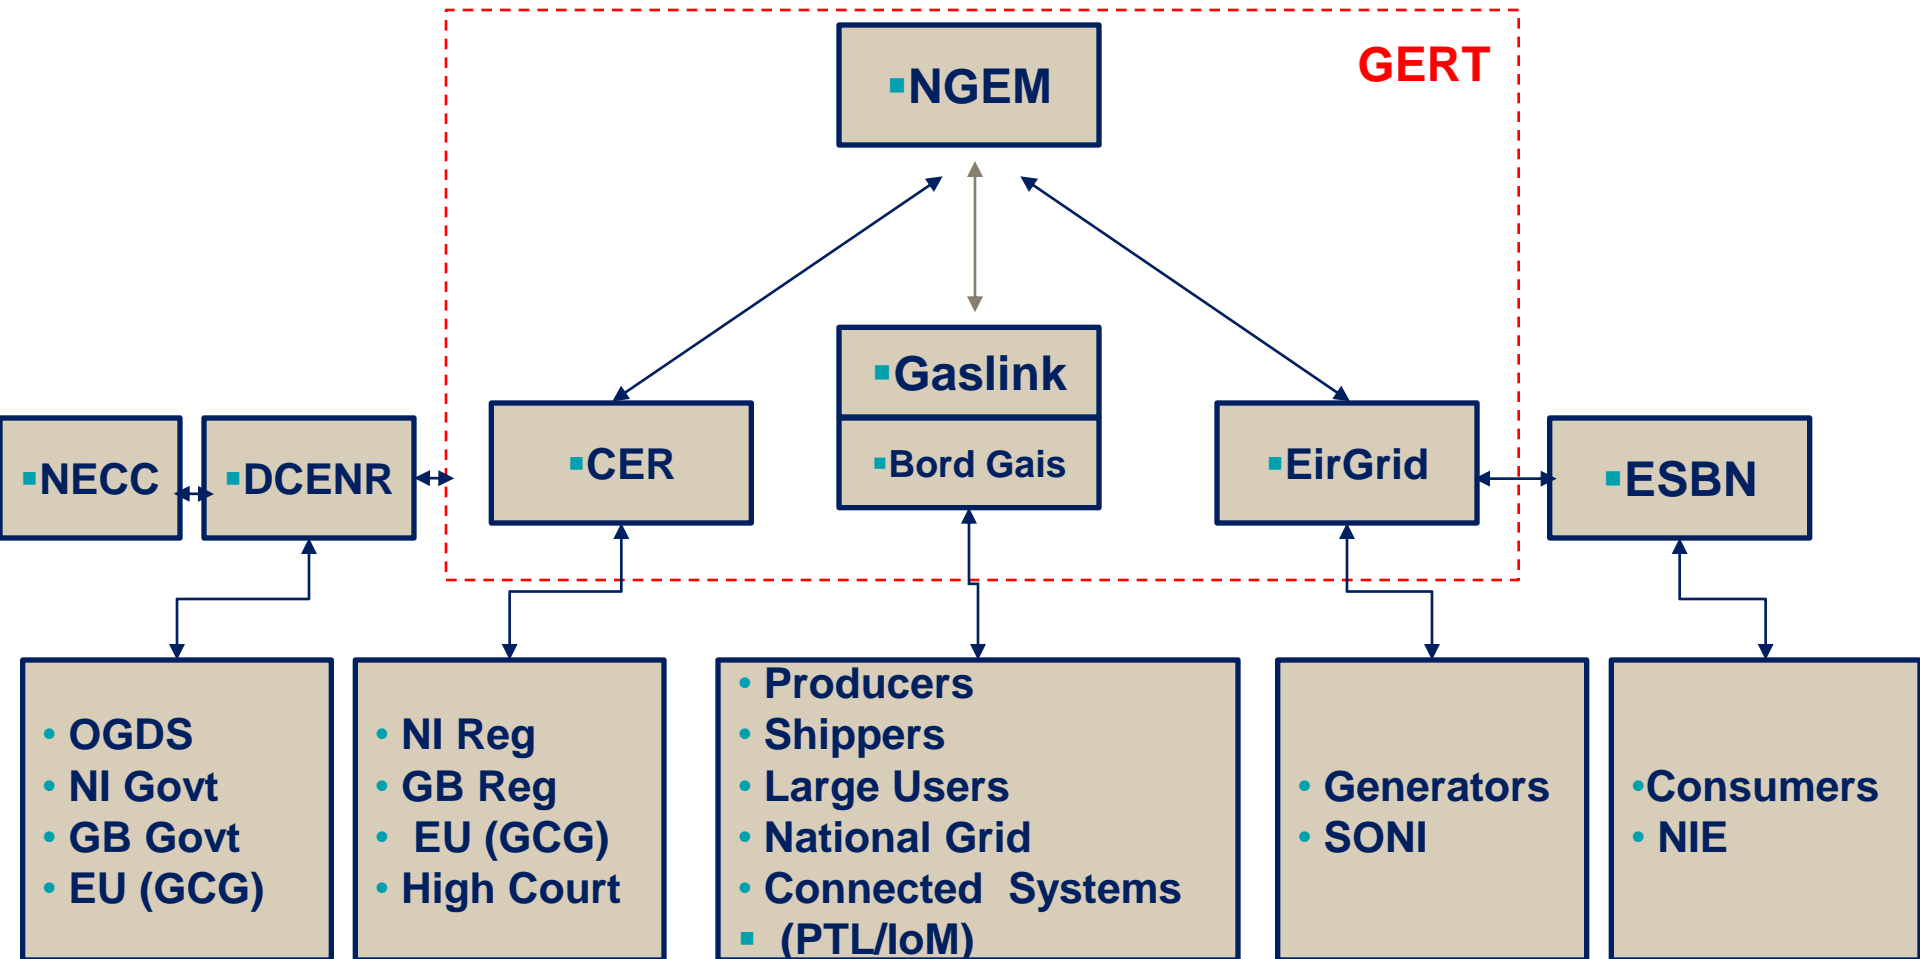 GERT
▪NGEM
▪Gaslink
▪Bord Gais
▪NECC
▪DCENR
▪CER
▪EirGrid
▪ESBN
• OGDS
• NI Govt
• GB Govt
• EU (GCG)
• NI Reg
• GB Reg
• EU (GCG)
• High Court
• Producers
• Shippers
• Large Users
• National Grid
• Connected Systems
▪ (PTL/IoM)
• Generators
• SONI
•Consumers
• NIE